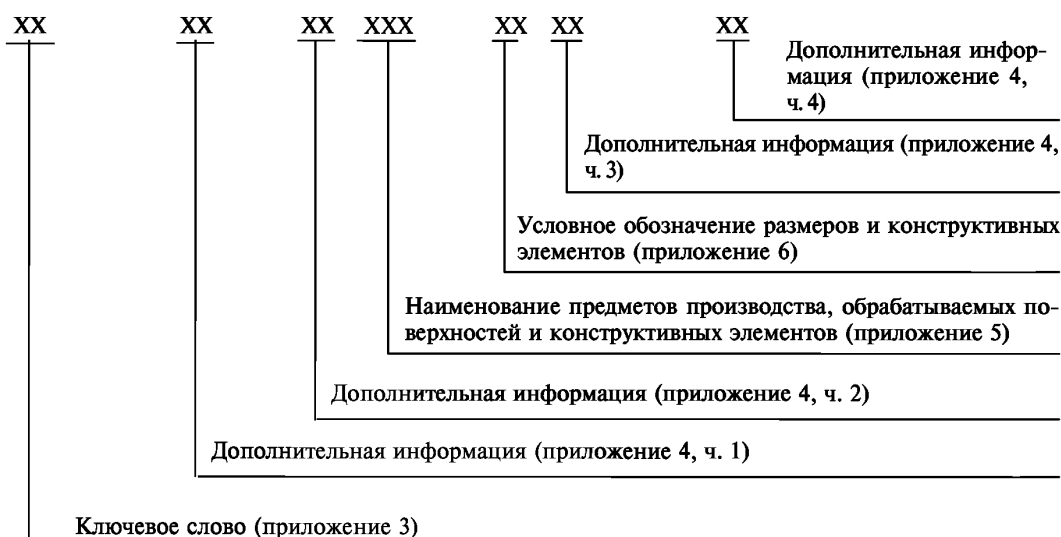 XX XX XX XXX XX XX XX
Дополнительная инфор-
мация (приложение 4,
ч. 4)
Дополнительная информация (приложение 4,
ч. 3)
Условное обозначение размеров и конструктивных
элементов (приложение 6)
Наименование предметов производства, обрабатываемых по-
верхностей и конструктивных элементов (приложение 5)
Дополнительная информация (приложение 4, ч. 2)
Дополнительная информация (приложение 4, ч. 1)
Ключевое слово (приложение 3)